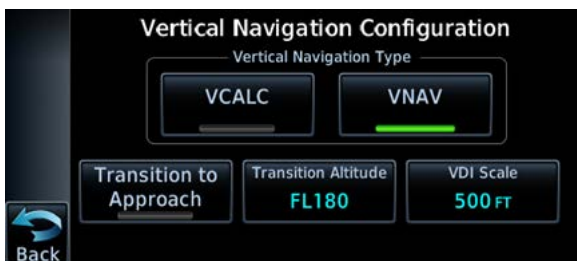 Vertical Navigation Configuration
Vertical Navigation Type
VCALC VNAV
Transition to
Approach
Transition Altitude
FL180
VDI Scale
500 FT
Back